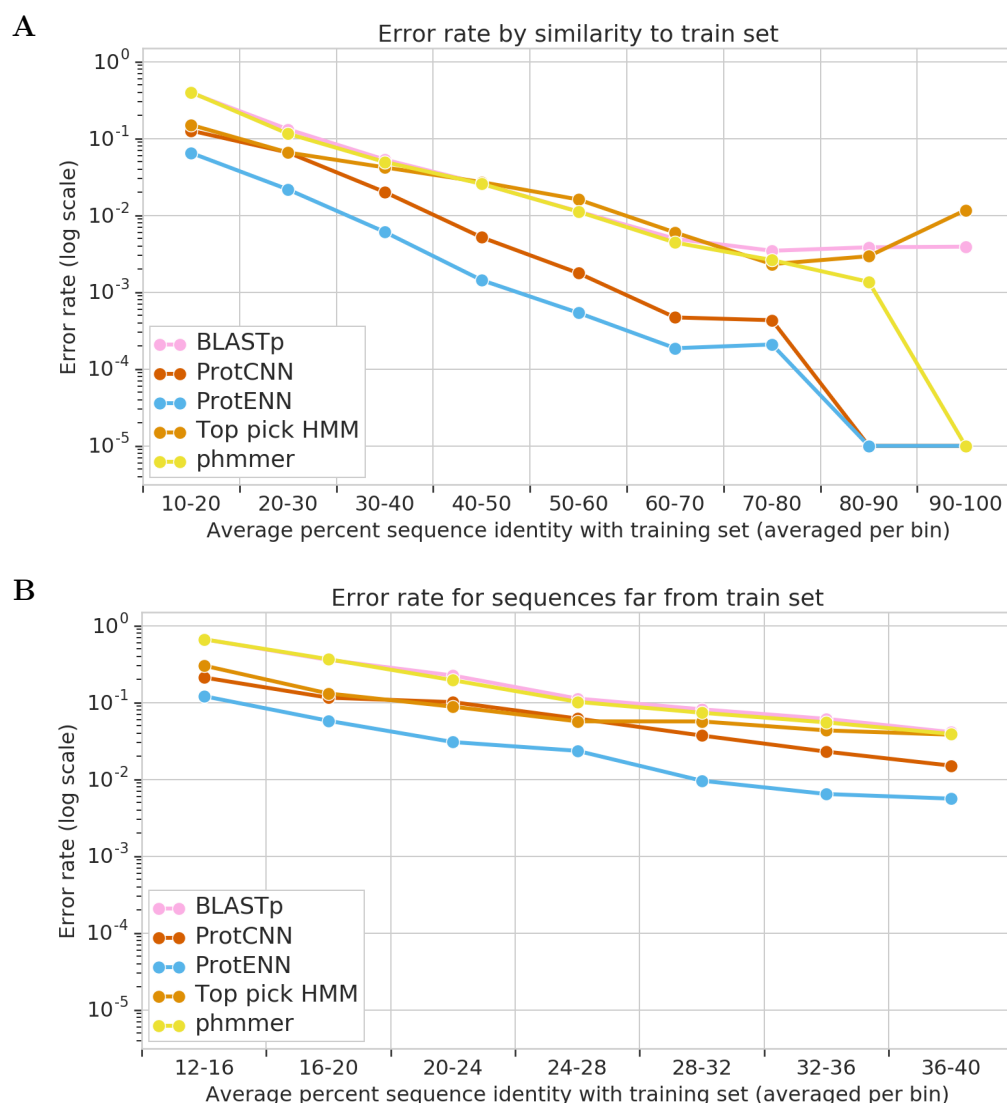 A
Error rate by similarity to train set
Error rate (log scale)
10^0
10^-1
10^-2
10^-3
10^-4
10^-5
BLASTp
ProtCNN
ProtENN
Top pick HMM
phmmer
10-20 20-30 30-40 40-50 50-60 60-70 70-80 80-90 90-100
Average percent sequence identity with training set (averaged per bin)
B
Error rate for sequences far from train set
Error rate (log scale)
10^0
10^-1
10^-2
10^-3
10^-4
10^-5
BLASTp
ProtCNN
ProtENN
Top pick HMM
phmmer
12-16 16-20 20-24 24-28 28-32 32-36 36-40
Average percent sequence identity with training set (averaged per bin)